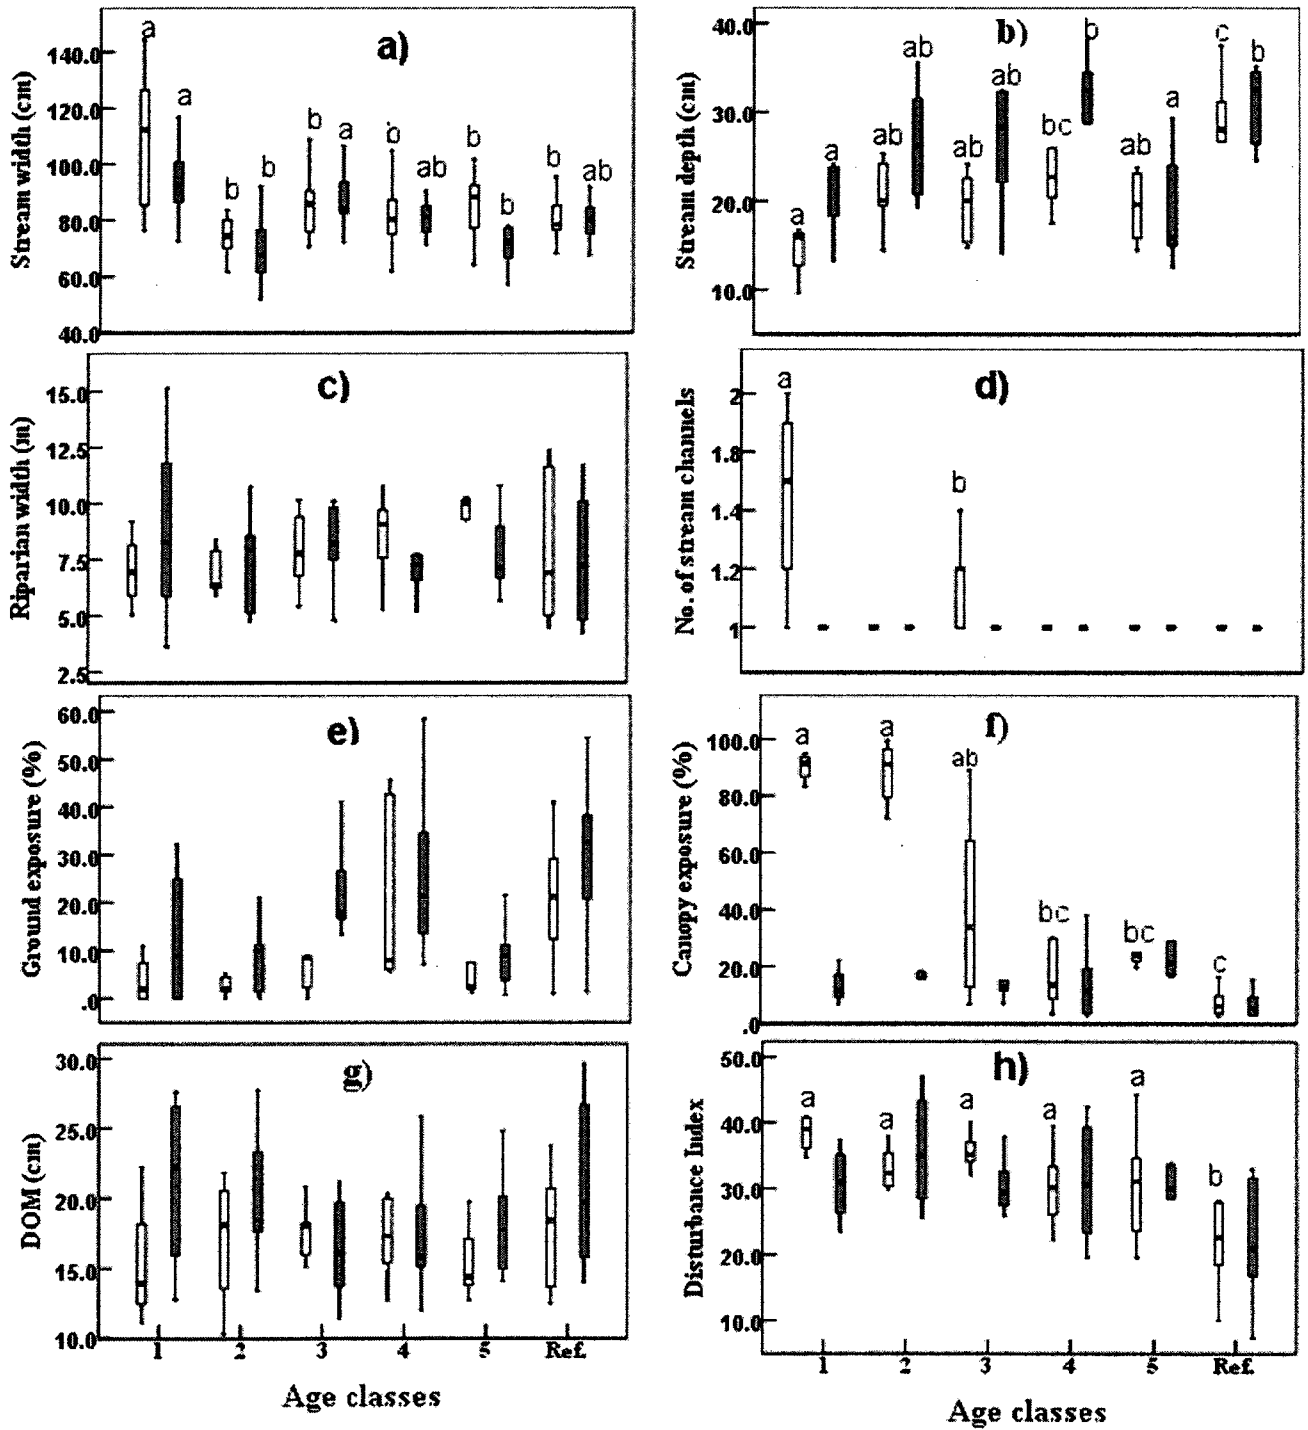 a)
Stream width (cm)
140.0
120.0
100.0
80.0
60.0
40.0
a
a
b
b
b
a
b
ab
b
b
b
ab
b)
Stream depth (cm)
40.0
30.0
20.0
10.0
a
a
ab
ab
ab
ab
bc
b
ab
a
c
b
c)
Riparian width (m)
15.0
12.5
10.0
7.5
5.0
2.5
d)
No. of stream channels
2
1.8
1.4
1.2
1
a
b
e)
Ground exposure (%)
60.0
50.0
40.0
30.0
20.0
10.0
.0
f)
Canopy exposure (%)
100.0
80.0
60.0
40.0
20.0
.0
a
a
ab
bc
bc
c
g)
DOM (cm)
30.0
25.0
20.0
15.0
10.0
1 2 3 4 5 Ref.
Age classes
h)
Disturbance Index
50.0
40.0
30.0
20.0
10.0
a
a
a
a
a
b
1 2 3 4 5 Ref.
Age classes